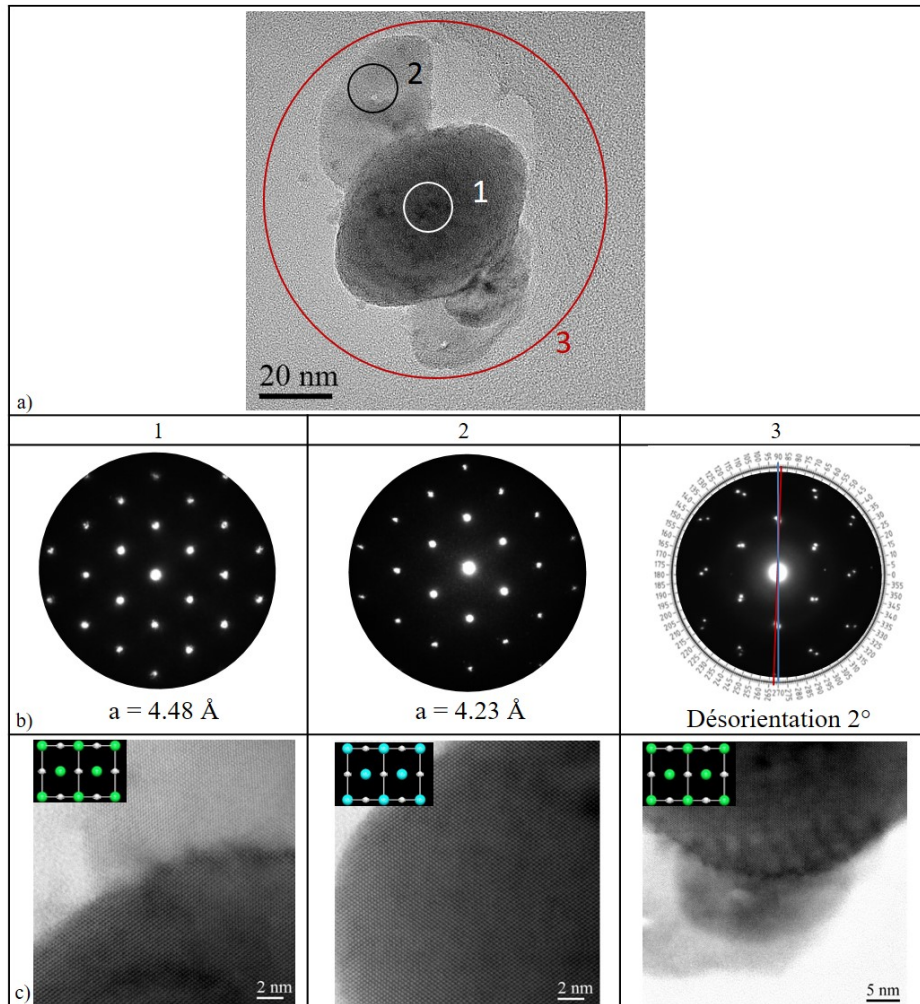 2
1
3
20 nm
a)
1
2
3
b)
a = 4.48 Å
a = 4.23 Å
Désorientation 2°
c)
2 nm
2 nm
5 nm